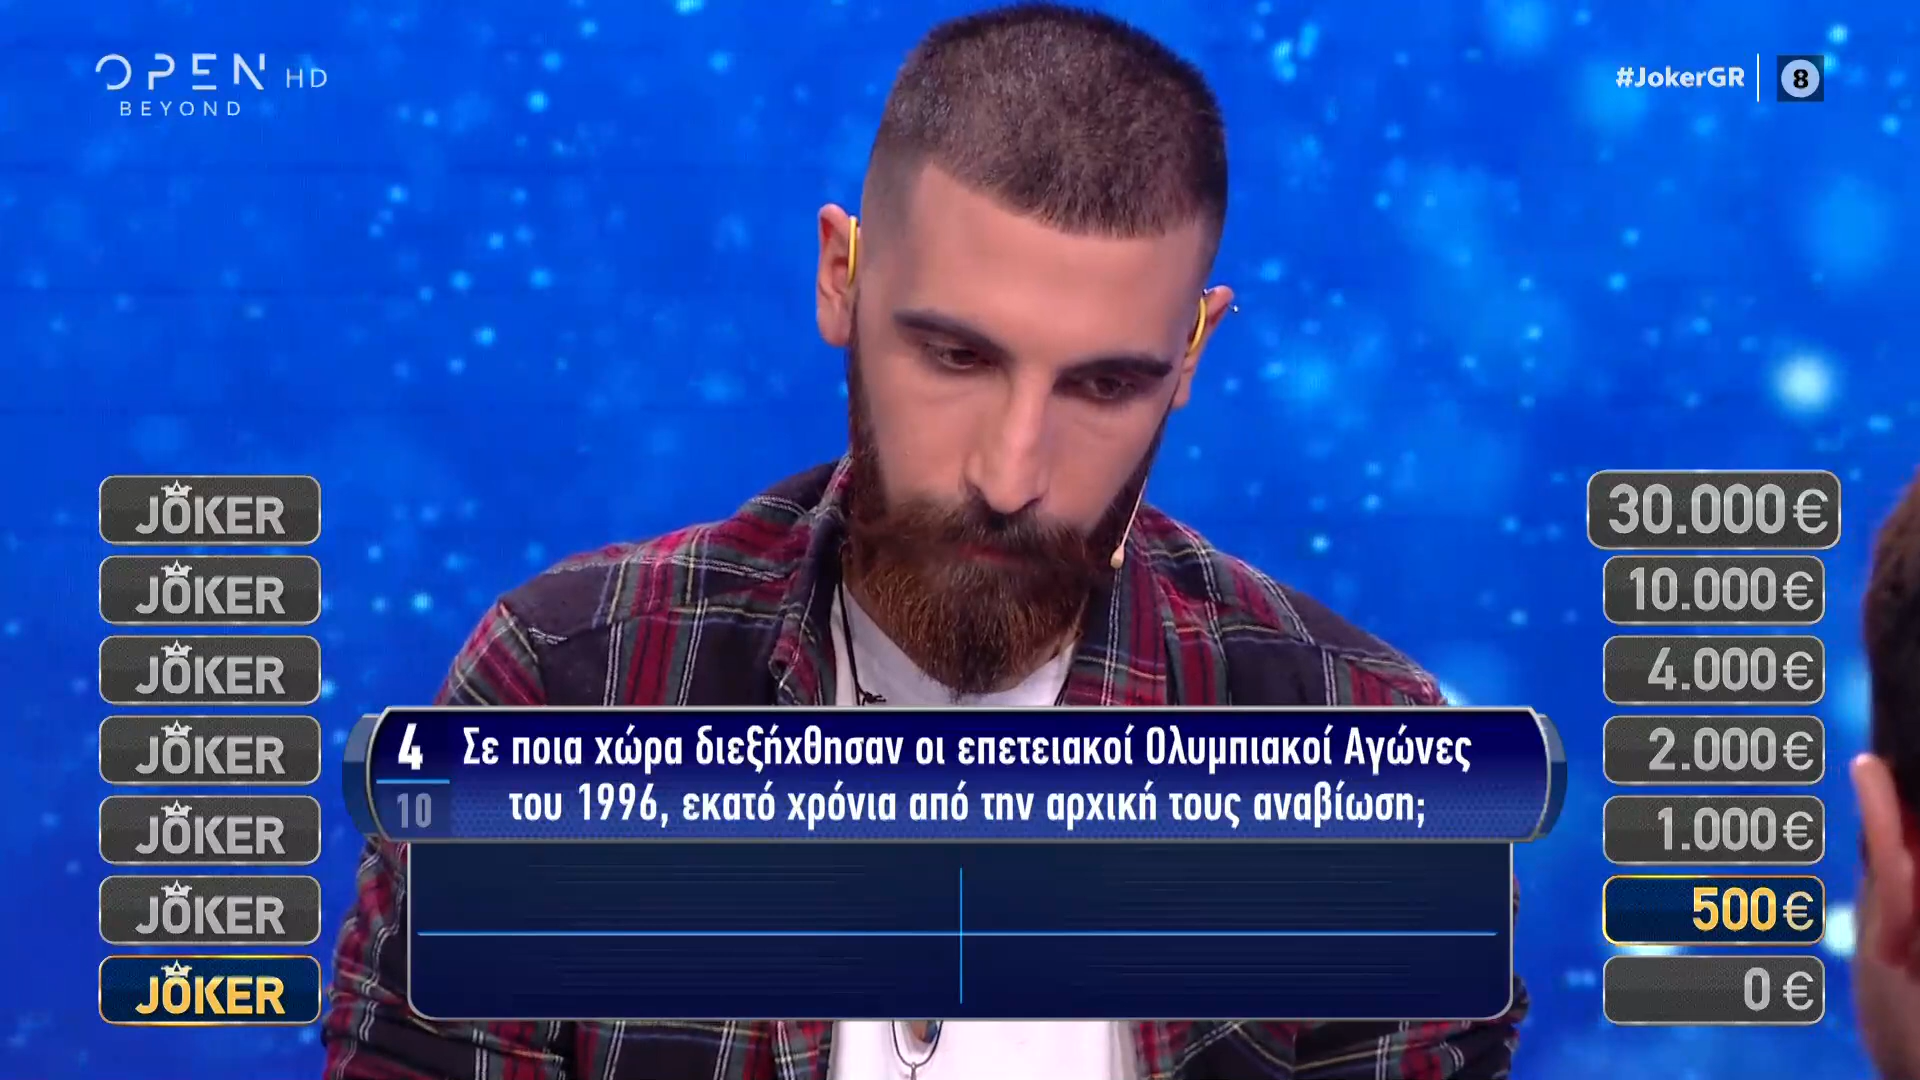 OPEN HD
BEYOND
#JokerGR
8
JOKER
JOKER
JOKER
JOKER
JOKER
JOKER
JOKER
30.000€
10.000€
4.000€
2.000€
1.000€
500€
0€
4
10
Σε ποια χώρα διεξήχθησαν οι επετειακοί Ολυμπιακοί Αγώνες
του 1996, εκατό χρόνια από την αρχική τους αναβίωση;